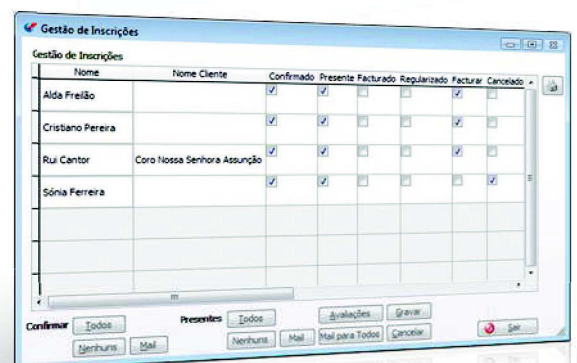 Gestão de Inscrições
Gestão de Inscrições
Nome Nome Cliente Confirmado Presente Facturado Regularizado Facturar Cancelado
Alda Freilão
Cristiano Pereira
Rui Cantor Coro Nossa Senhora Assunção
Sónia Ferreira
Confirmar Todos Presentes Todos Avaliações Gravar
Nenhuns Mail Nenhuns Mail Mail para Todos Cancelar Sair